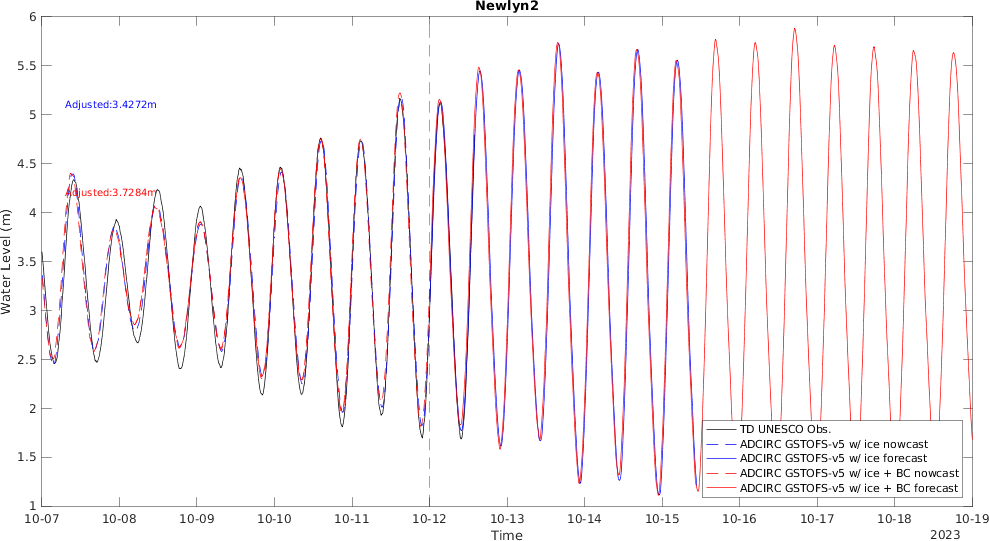 Newlyn2
6
5.5
5
4.5
4
3.5
3
2.5
2
1.5
1
Water Level (m)
Adjusted:3.4272m
Adjusted:3.7284m
TD UNESCO Obs.
ADCIRC GSTOFS-v5 w/ ice nowcast
ADCIRC GSTOFS-v5 w/ ice forecast
ADCIRC GSTOFS-v5 w/ ice + BC nowcast
ADCIRC GSTOFS-v5 w/ ice + BC forecast
10-07 10-08 10-09 10-10 10-11 10-12 10-13 10-14 10-15 10-16 10-17 10-18 10-19
Time
2023